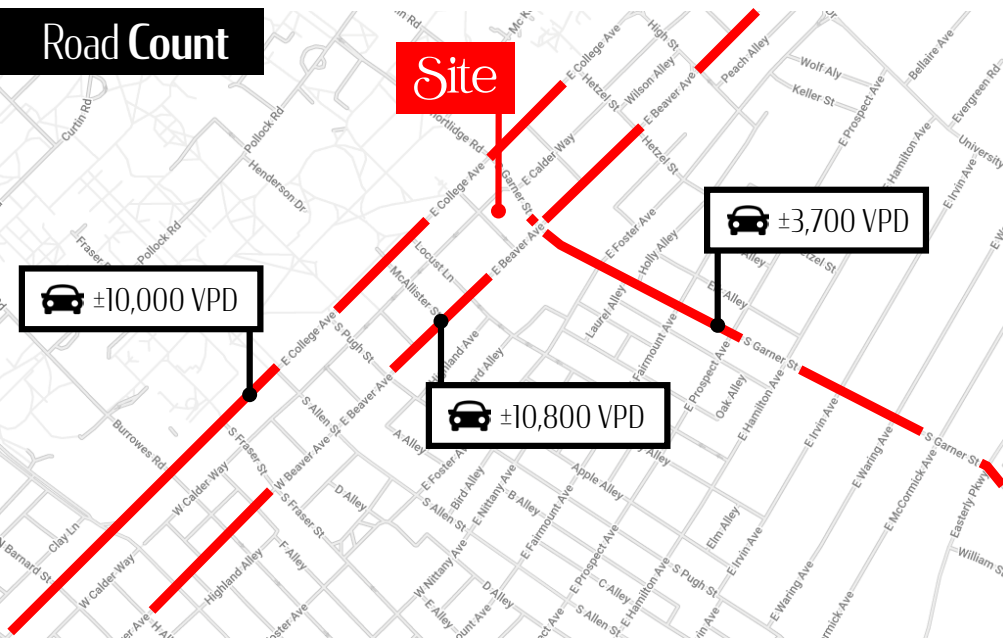 Road Count
Site
±3,700 VPD
±10,000 VPD
±10,800 VPD
Curtin Rd
Pollock Rd
Henderson Dr
Pollock Rd
E College Ave
High St
Hetzel St
Wilson Alley
Peach Alley
E Beaver Ave
Wolf Aly
Keller St
E Prospect Ave
Bellaire Ave
Evergreen Rd
University
E Hamilton Ave
E Irvin Ave
Hetzel St
E Calder Way
S Garner St
E College Ave
E Beaver Ave
Locust Ln
McAllister St
E Foster Ave
Holly Alley
Laurel Alley
Fairmount Ave
E Prospect Ave
Oak Alley
E Hamilton Ave
S Garner St
E Irvin Ave
E Waring Ave
E McCormick Ave
S Garner St
Easterly Pkwy
William St
E College Ave
S Pugh St
S Allen St
E Beaver Ave
A Alley
E Foster Ave
S Allen St
Bird Alley
E Nittany Ave
B Alley
Apple Alley
E Fairmount Ave
Elm Alley
E Irvin Ave
E Waring Ave
Burrowes Rd
S Fraser St
W Calder Way
W Beaver Ave
S Fraser St
D Alley
F Alley
Highland Alley
Clay Ln
N Barnard St
W Calder Way
W Nittany Ave
E Alley
D Alley
E Prospect Ave
C Alley
S Allen St
E Hamilton Ave
S Pugh St